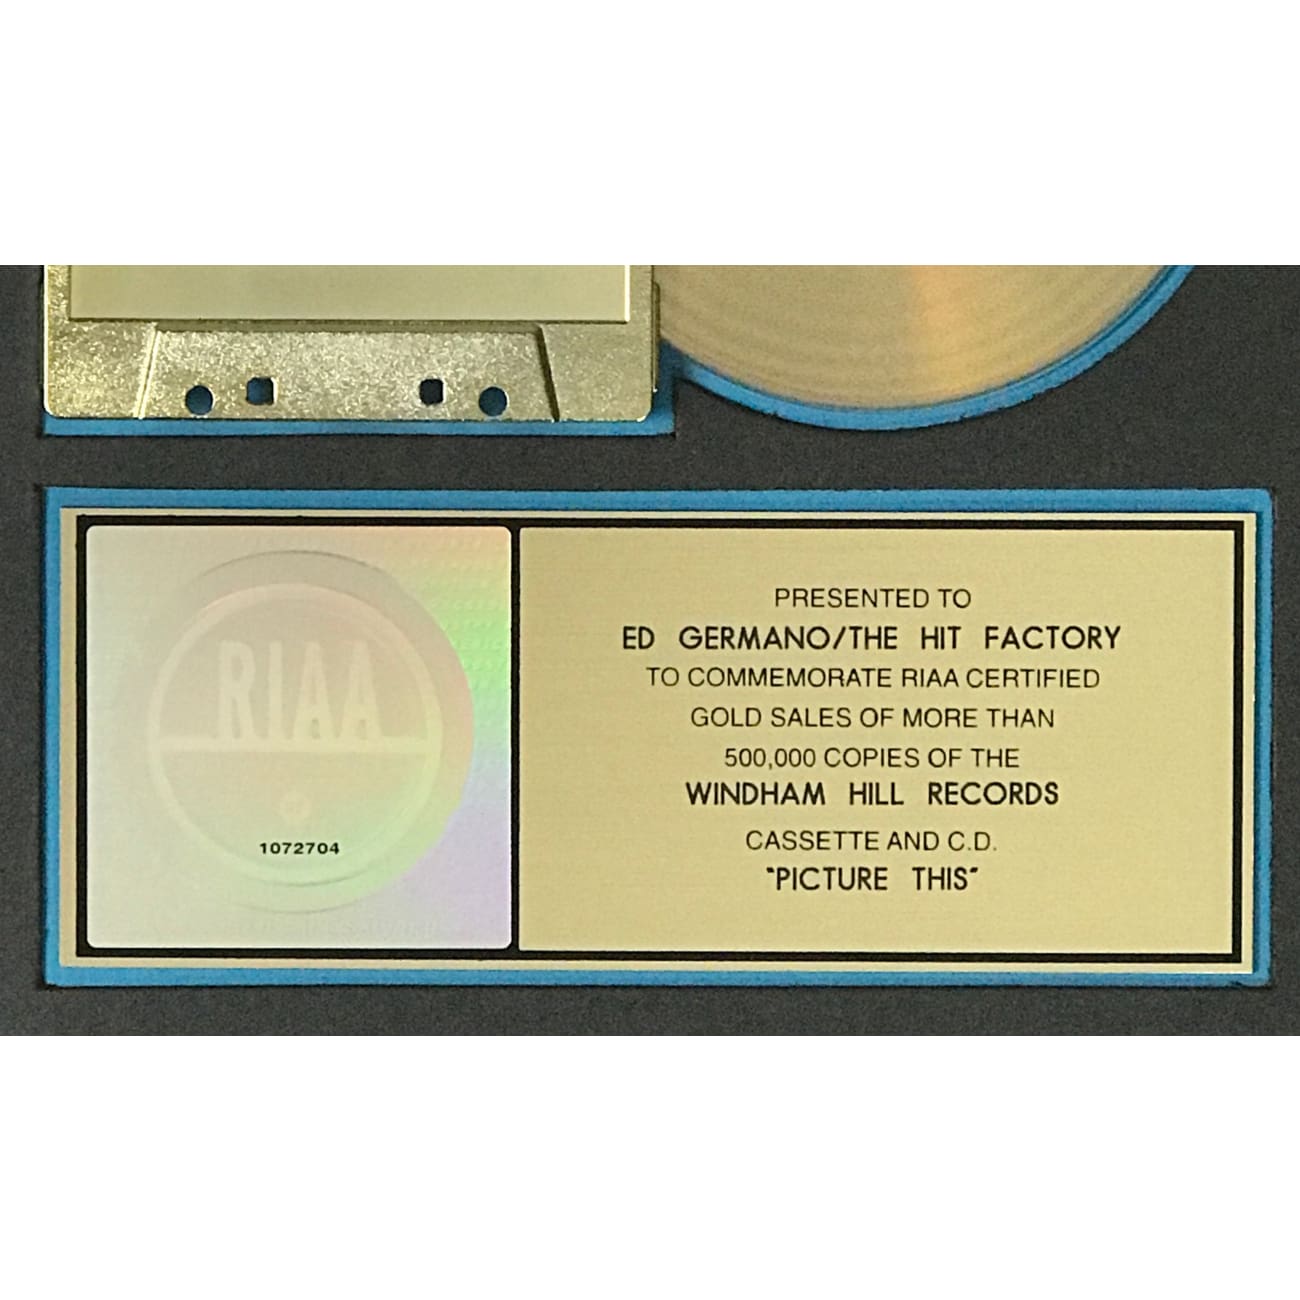 RIAA
1072704
PRESENTED TO
ED GERMANO/THE HIT FACTORY
TO COMMEMORATE RIAA CERTIFIED
GOLD SALES OF MORE THAN
500,000 COPIES OF THE
WINDHAM HILL RECORDS
CASSETTE AND C.D.
"PICTURE THIS"